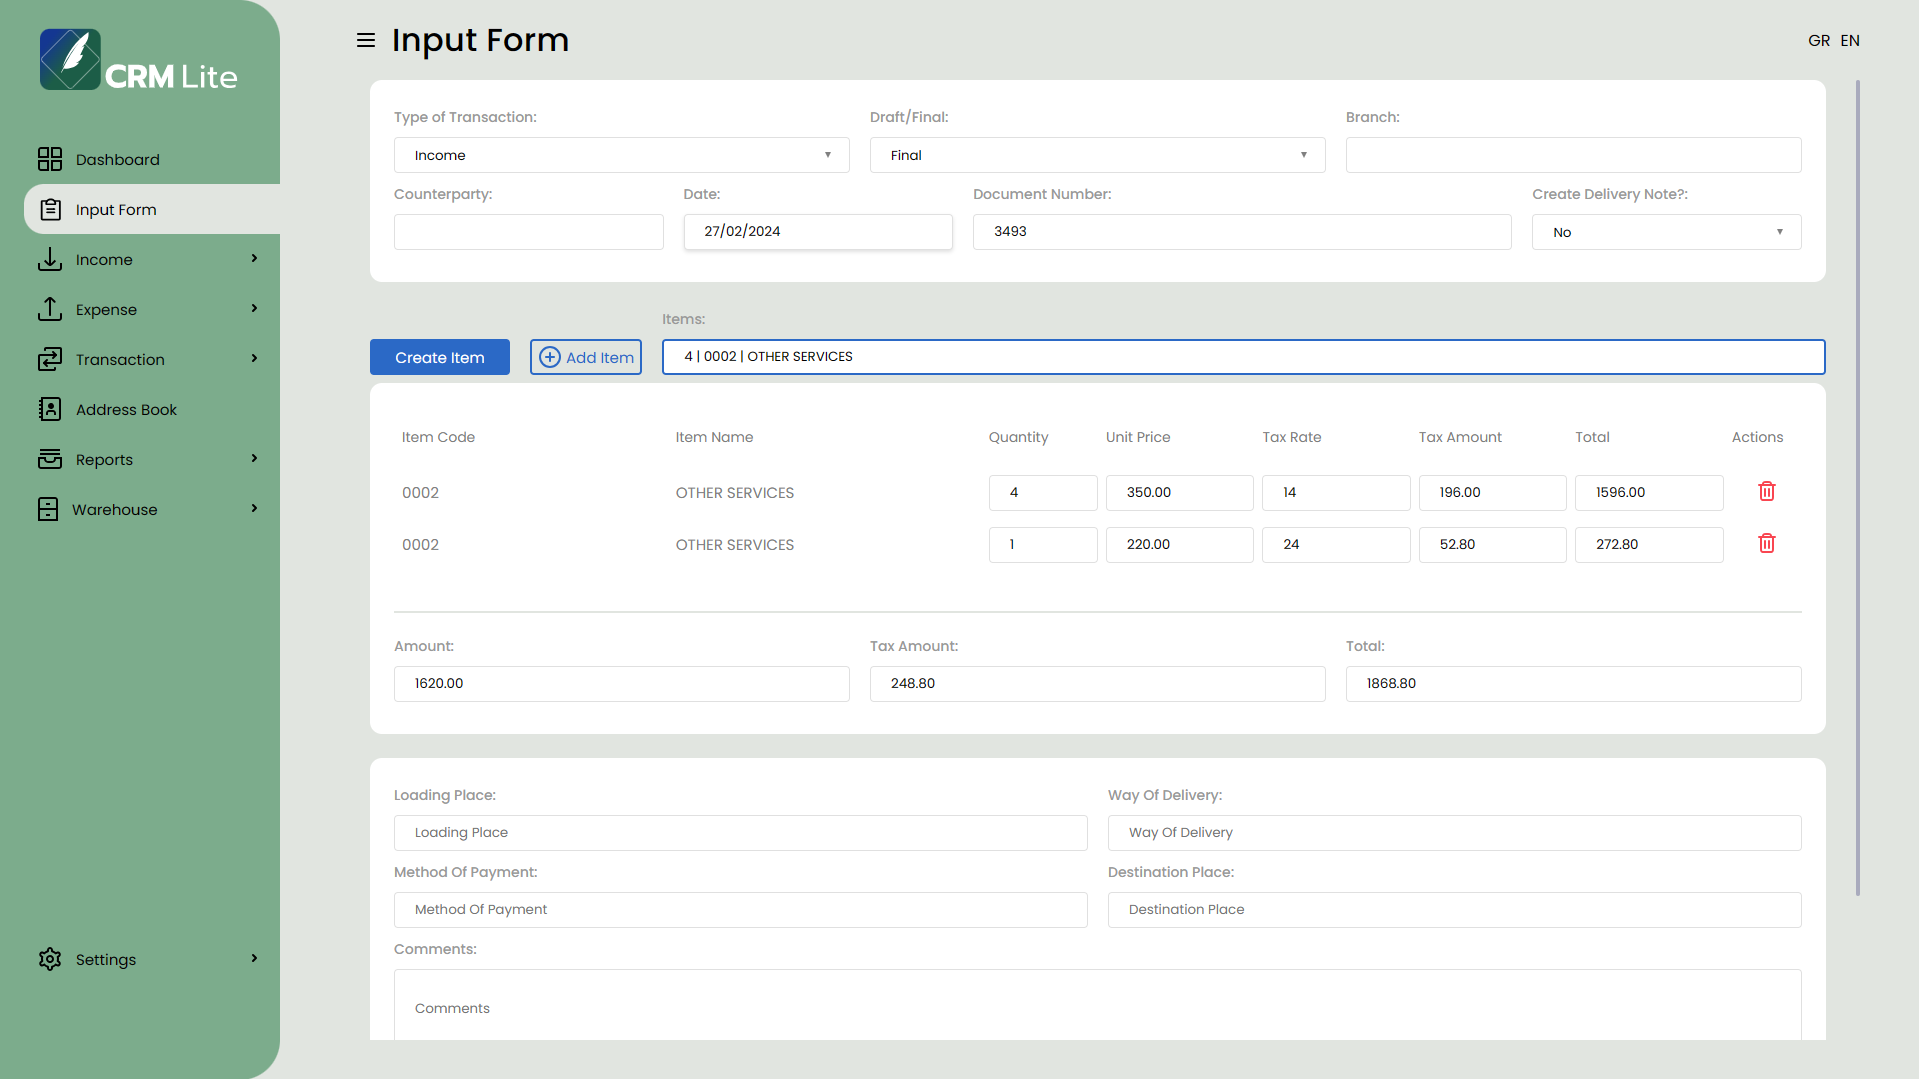 CRM Lite
Dashboard
Input Form
Income
Expense
Transaction
Address Book
Reports
Warehouse
Settings
Input Form
GR EN
Type of Transaction: Draft/Final: Branch:
Income ▼ Final ▼
Counterparty: Date: Document Number: Create Delivery Note?:
27/02/2024 3493 No ▼
Items:
Create Item Add Item 4 | 0002 | OTHER SERVICES
Item Code Item Name Quantity Unit Price Tax Rate Tax Amount Total Actions
0002 OTHER SERVICES 4 350.00 14 196.00 1596.00
0002 OTHER SERVICES 1 220.00 24 52.80 272.80
Amount: Tax Amount: Total:
1620.00 248.80 1868.80
Loading Place: Way Of Delivery:
Loading Place Way Of Delivery
Method Of Payment: Destination Place:
Method Of Payment Destination Place
Comments:
Comments